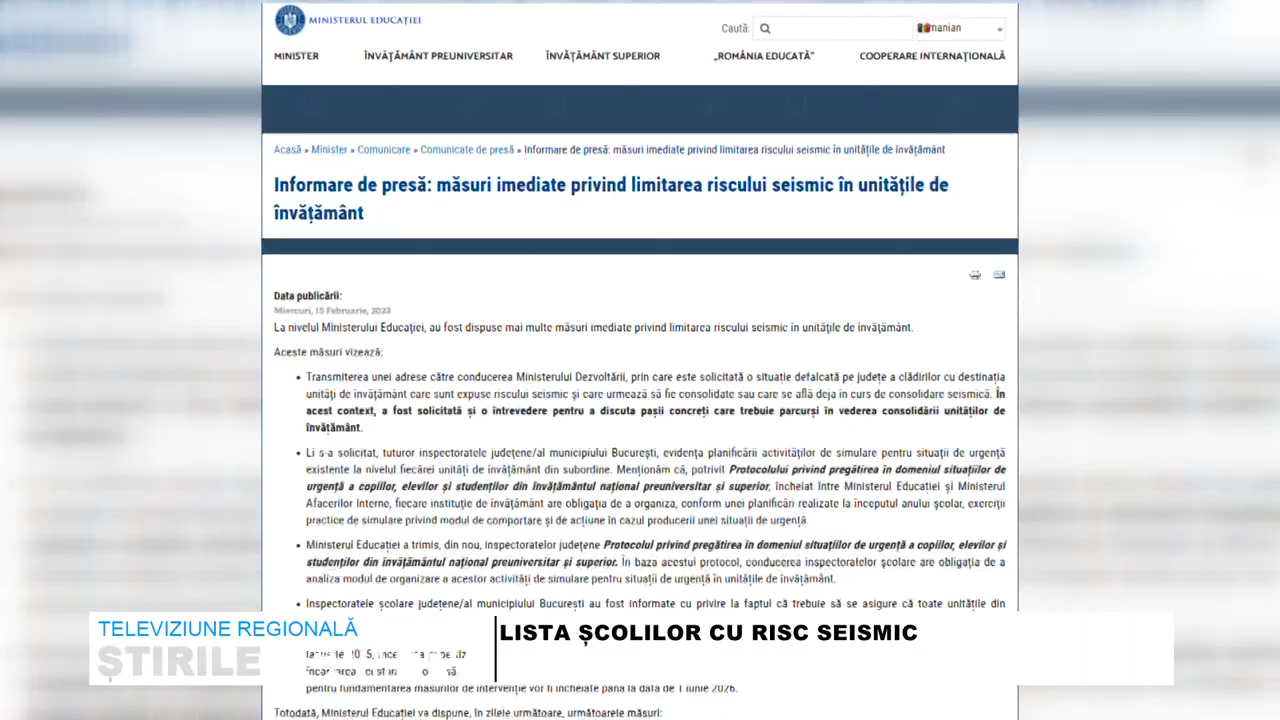 MINISTERUL EDUCAȚIEI
Caută:
MINISTER ÎNVĂȚĂMÂNT PREUNIVERSITAR ÎNVĂȚĂMÂNT SUPERIOR „ROMÂNIA EDUCATĂ” COOPERARE INTERNAȚIONALĂ
Acasă » Minister » Comunicare » Comunicate de presă » Informare de presă: măsuri imediate privind limitarea riscului seismic în unitățile de învățământ
Informare de presă: măsuri imediate privind limitarea riscului seismic în unitățile de
învățământ
Data publicării:
Miercuri, 15 Februarie, 2023
La nivelul Ministerului Educației, au fost dispuse mai multe măsuri imediate privind limitarea riscului seismic în unitățile de învățământ.
Aceste măsuri vizează:
• Transmiterea unei adrese către conducerea Ministerului Dezvoltării, prin care este solicitată o situație defalcată pe județe a clădirilor cu destinația
unități de învățământ care sunt expuse riscului seismic și care urmează să fie consolidate sau care se află deja în curs de consolidare seismică. În
acest context, a fost solicitată și o întrevedere pentru a discuta pașii concreți care trebuie parcurși în vederea consolidării unităților de
învățământ.
• Li s-a solicitat, tuturor inspectoratele județene/al municipiului București, evidența planificării activităților de simulare pentru situații de urgență
existente la nivelul fiecărei unități de învățământ din subordine. Menționăm că, potrivit Protocolului privind pregătirea în domeniul situațiilor de
urgență a copiilor, elevilor și studenților din învățământul național preuniversitar și superior, încheiat între Ministerul Educației și Ministerul
Afacerilor Interne, fiecare instituție de învățământ are obligația de a organiza, conform unei planificări realizate la începutul anului școlar, exerciții
practice de simulare privind modul de comportare și de acțiune în cazul producerii unei situații de urgență.
• Ministerul Educației a trimis, din nou, inspectoratelor județene Protocolul privind pregătirea în domeniul situațiilor de urgență a copiilor, elevilor și
studenților din învățământul național preuniversitar și superior. În baza acestui protocol, conducerea inspectoratelor școlare are obligația de a
analiza modul de organizare a acestor activități de simulare pentru situații de urgență în unitățile de învățământ.
• Inspectoratele școlare județene/al municipiului București au fost informate cu privire la faptul că trebuie să se asigure că toate unitățile din
TELEVIZIUNE REGIONALĂ
LISTA ȘCOLILOR CU RISC SEISMIC
ȘTIRILE
pentru fundamentarea măsurilor de intervenție vor fi încheiate până la data de 1 iunie 2026.
Totodată, Ministerul Educației va dispune, în zilele următoare, următoarele măsuri: